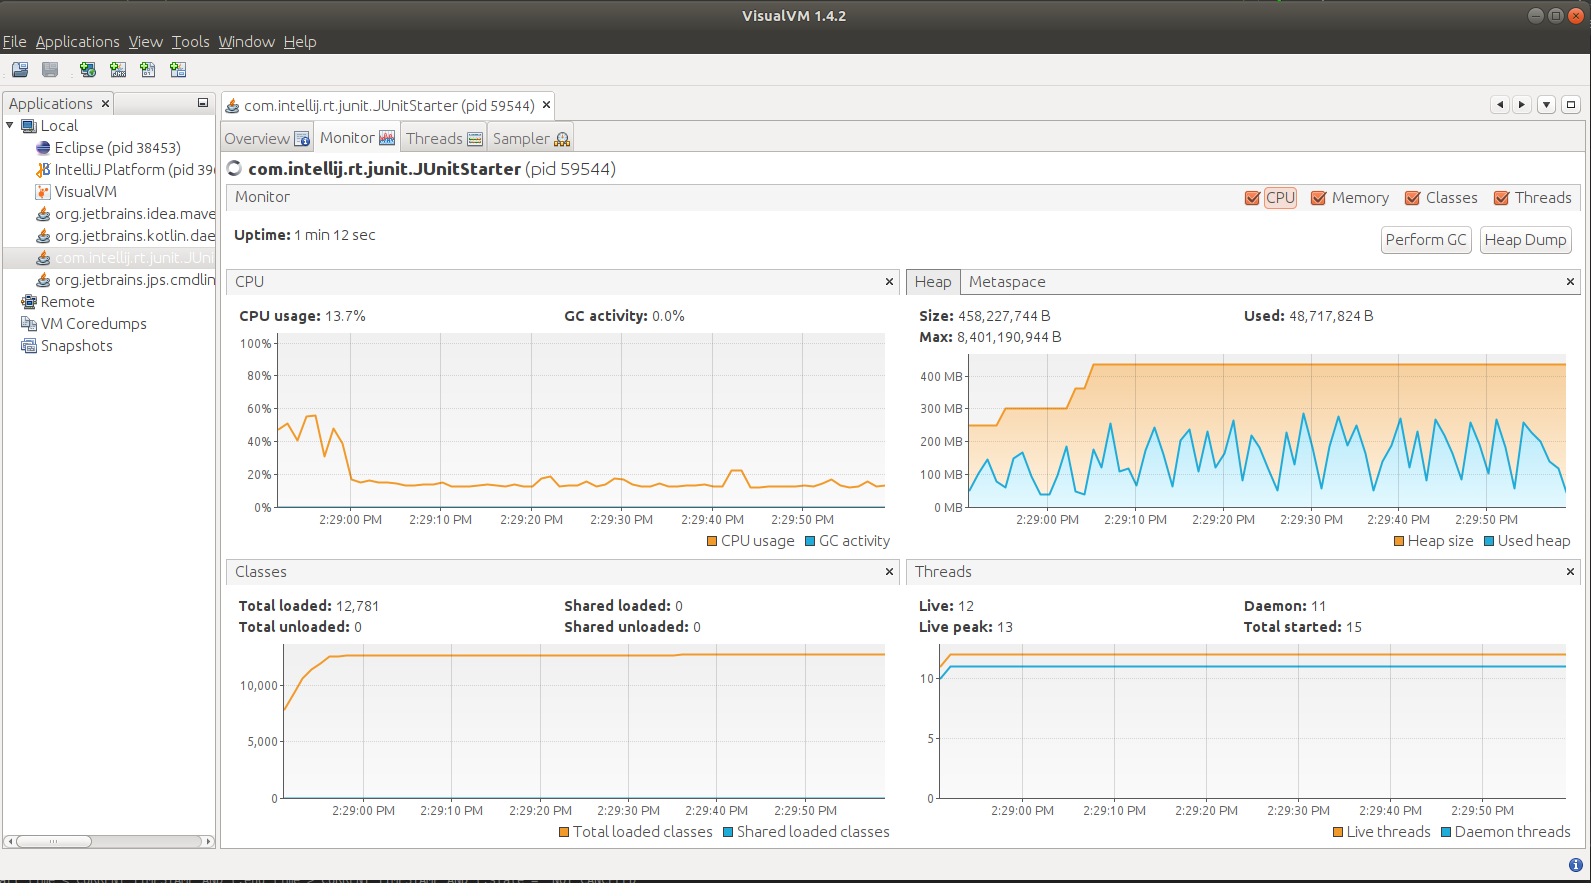 VisualVM 1.4.2
File Applications View Tools Window Help
Applications
Local
Eclipse (pid 38453)
IntelliJ Platform (pid 396
VisualVM
org.jetbrains.idea.mave
org.jetbrains.kotlin.dae
com.intellij.rt.junit.JUni
org.jetbrains.jps.cmdlin
Remote
VM Coredumps
Snapshots
com.intellij.rt.junit.JUnitStarter (pid 59544)
Overview Monitor Threads Sampler
com.intellij.rt.junit.JUnitStarter (pid 59544)
Monitor CPU Memory Classes Threads
Uptime: 1 min 12 sec
Perform GC Heap Dump
CPU
CPU usage: 13.7% GC activity: 0.0%
100%
80%
60%
40%
20%
0%
2:29:00 PM 2:29:10 PM 2:29:20 PM 2:29:30 PM 2:29:40 PM 2:29:50 PM
CPU usage GC activity
Heap Metaspace
Size: 458,227,744 B Used: 48,717,824 B
Max: 8,401,190,944 B
400 MB
300 MB
200 MB
100 MB
0 MB
2:29:00 PM 2:29:10 PM 2:29:20 PM 2:29:30 PM 2:29:40 PM 2:29:50 PM
Heap size Used heap
Classes
Total loaded: 12,781 Shared loaded: 0
Total unloaded: 0 Shared unloaded: 0
10,000
5,000
0
2:29:00 PM 2:29:10 PM 2:29:20 PM 2:29:30 PM 2:29:40 PM 2:29:50 PM
Total loaded classes Shared loaded classes
Threads
Live: 12 Daemon: 11
Live peak: 13 Total started: 15
10
5
0
2:29:00 PM 2:29:10 PM 2:29:20 PM 2:29:30 PM 2:29:40 PM 2:29:50 PM
Live threads Daemon threads